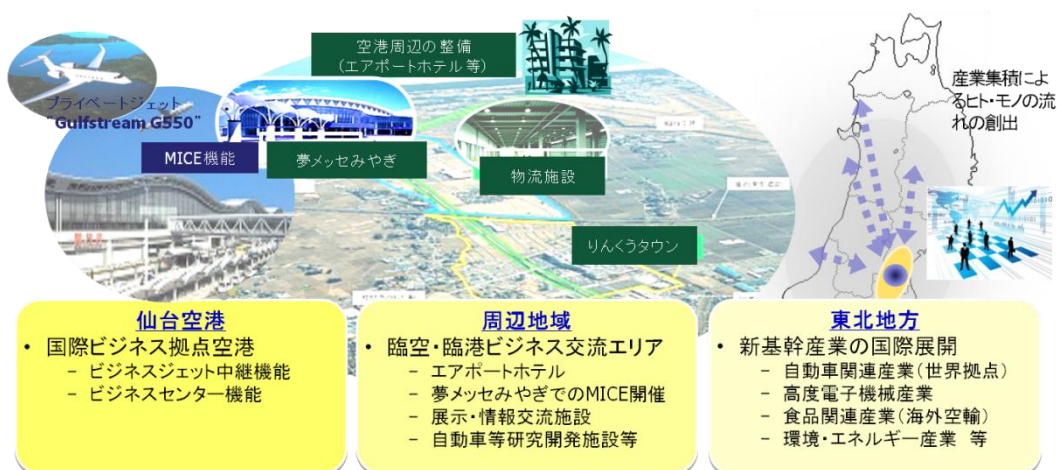 空港周辺の整備
(エアポートホテル等)
プライベートジェット
"Gulfstream G550"
MICE機能
夢メッセみやぎ
物流施設
りんくうタウン
産業集積によ
るヒト・モノの流
れの創出
仙台空港
• 国際ビジネス拠点空港
– ビジネスジェット中継機能
– ビジネスセンター機能
周辺地域
• 臨空・臨港ビジネス交流エリア
– エアポートホテル
– 夢メッセみやぎでのMICE開催
– 展示・情報交流施設
– 自動車等研究開発施設等
東北地方
• 新基幹産業の国際展開
– 自動車関連産業(世界拠点)
– 高度電子機械産業
– 食品関連産業(海外空輸)
– 環境・エネルギー産業 等